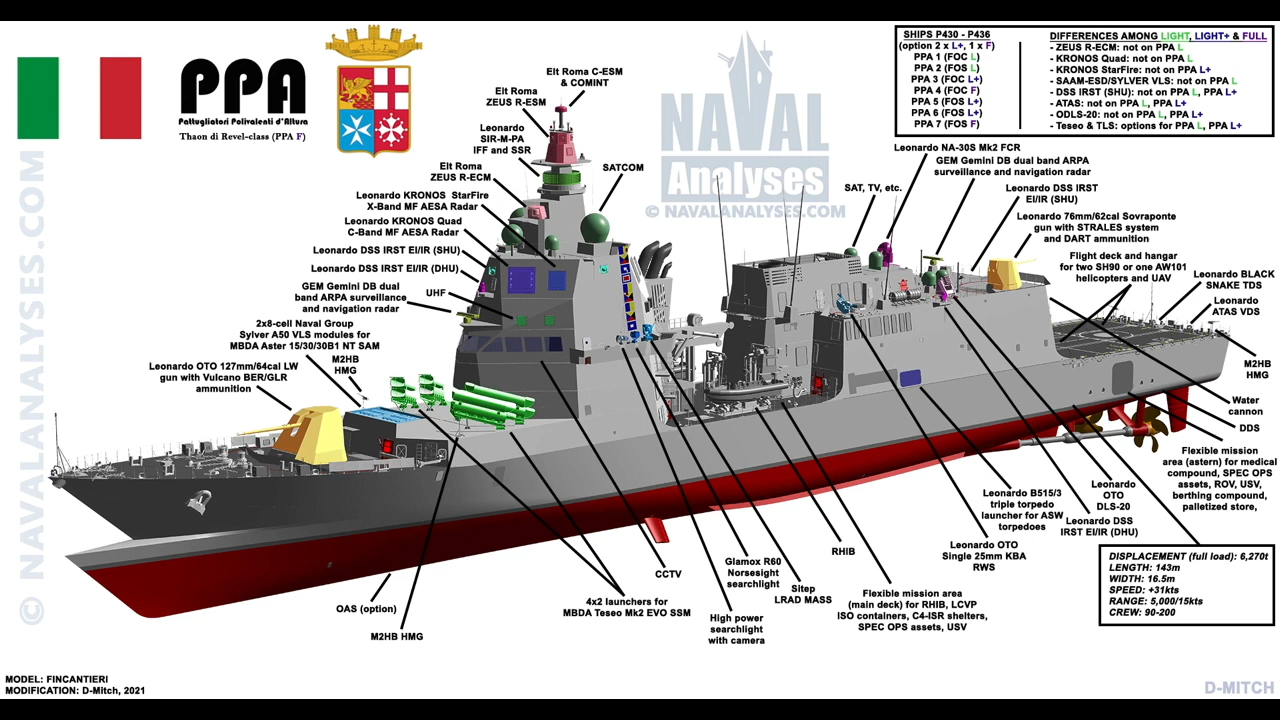 PPA
Pattugliatori Polivalenti d'Altura
Thaon di Revel-class (PPA F)
© NAVALANALYSES.COM
NAVAL
Analyses
© NAVALANALYSES.COM
SHIPS P430 - P436
(option 2 x L+, 1 x F)
PPA 1 (FOC L)
PPA 2 (FOS L)
PPA 3 (FOC L+)
PPA 4 (FOC F)
PPA 5 (FOS L+)
PPA 6 (FOS L+)
PPA 7 (FOS F)
DIFFERENCES AMONG LIGHT, LIGHT+ & FULL
- ZEUS R-ECM: not on PPA L
- KRONOS Quad: not on PPA L
- KRONOS StarFire: not on PPA L+
- SAAM-ESD/SYLVER VLS: not on PPA L
- DSS IRST (SHU): not on PPA L, PPA L+
- ATAS: not on PPA L, PPA L+
- ODLS-20: not on PPA L, PPA L+
- Teseo & TLS: options for PPA L, PPA L+
Elt Roma C-ESM
& COMINT
Elt Roma
ZEUS R-ESM
Leonardo
SIR-M-PA
IFF and SSR
Elt Roma
ZEUS R-ECM
Leonardo KRONOS StarFire
X-Band MF AESA Radar
Leonardo KRONOS Quad
C-Band MF AESA Radar
Leonardo DSS IRST EI/IR (SHU)
Leonardo DSS IRST EI/IR (DHU)
UHF
GEM Gemini DB dual
band ARPA surveillance
and navigation radar
2x8-cell Naval Group
Sylver A50 VLS modules for
MBDA Aster 15/30/30B1 NT SAM
M2HB
HMG
Leonardo OTO 127mm/64cal LW
gun with Vulcano BER/GLR
ammunition
SATCOM
SAT, TV, etc.
Leonardo NA-30S Mk2 FCR
GEM Gemini DB dual band ARPA
surveillance and navigation radar
Leonardo DSS IRST
EI/IR (SHU)
Leonardo 76mm/62cal Sovraponte
gun with STRALES system
and DART ammunition
Flight deck and hangar
for two SH90 or one AW101
helicopters and UAV
Leonardo BLACK
SNAKE TDS
Leonardo
ATAS VDS
M2HB
HMG
Water
cannon
DDS
Flexible mission
area (astern) for medical
compound, SPEC OPS
assets, ROV, USV,
berthing compound,
palletized store,
Leonardo
OTO
DLS-20
Leonardo DSS
IRST EI/IR (DHU)
Leonardo B515/3
triple torpedo
launcher for ASW
torpedoes
Leonardo OTO
Single 25mm KBA
RWS
Flexible mission area
(main deck) for RHIB, LCVP
ISO containers, C4-ISR shelters,
SPEC OPS assets, USV
RHIB
Sitep
LRAD MASS
Glamox R60
Norsesight
searchlight
High power
searchlight
with camera
CCTV
4x2 launchers for
MBDA Teseo Mk2 EVO SSM
OAS (option)
M2HB HMG
DISPLACEMENT (full load): 6,270t
LENGTH: 143m
WIDTH: 16.5m
SPEED: +31kts
RANGE: 5,000/15kts
CREW: 90-200
MODEL: FINCANTIERI
MODIFICATION: D-Mitch, 2021
D-MITCH